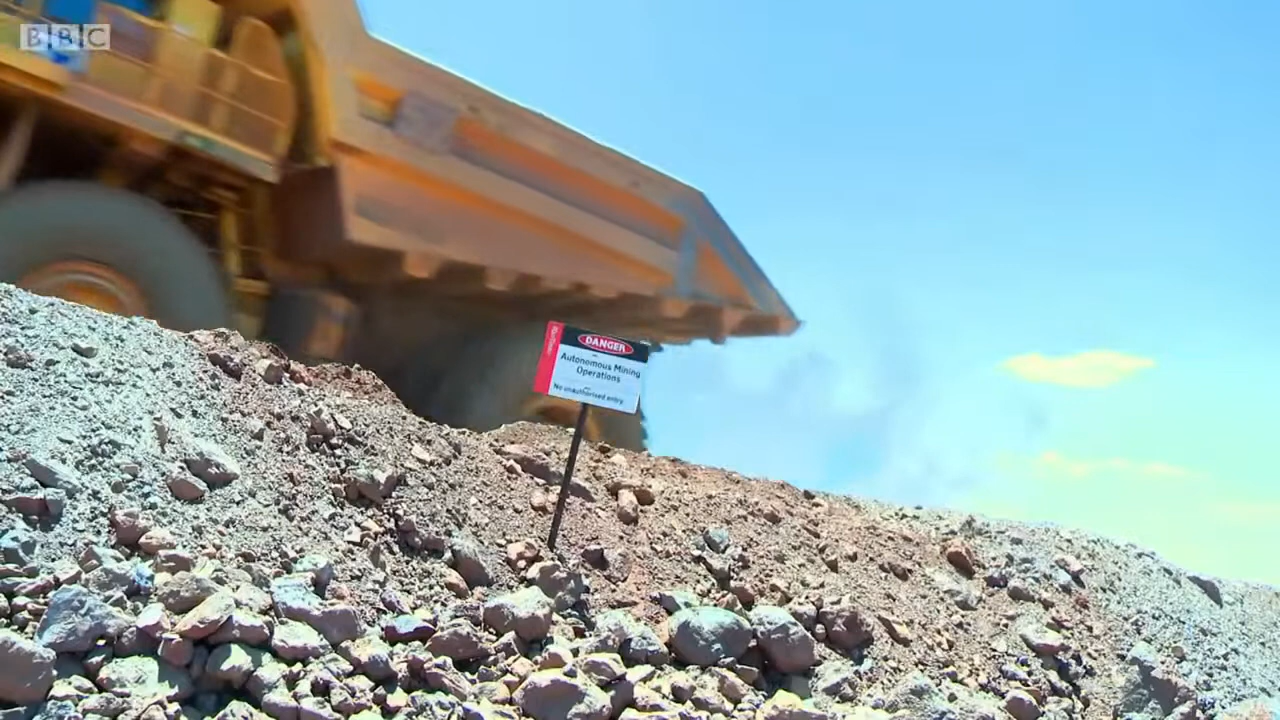 BBC
DANGER
Autonomous Mining
Operations
No unauthorised entry